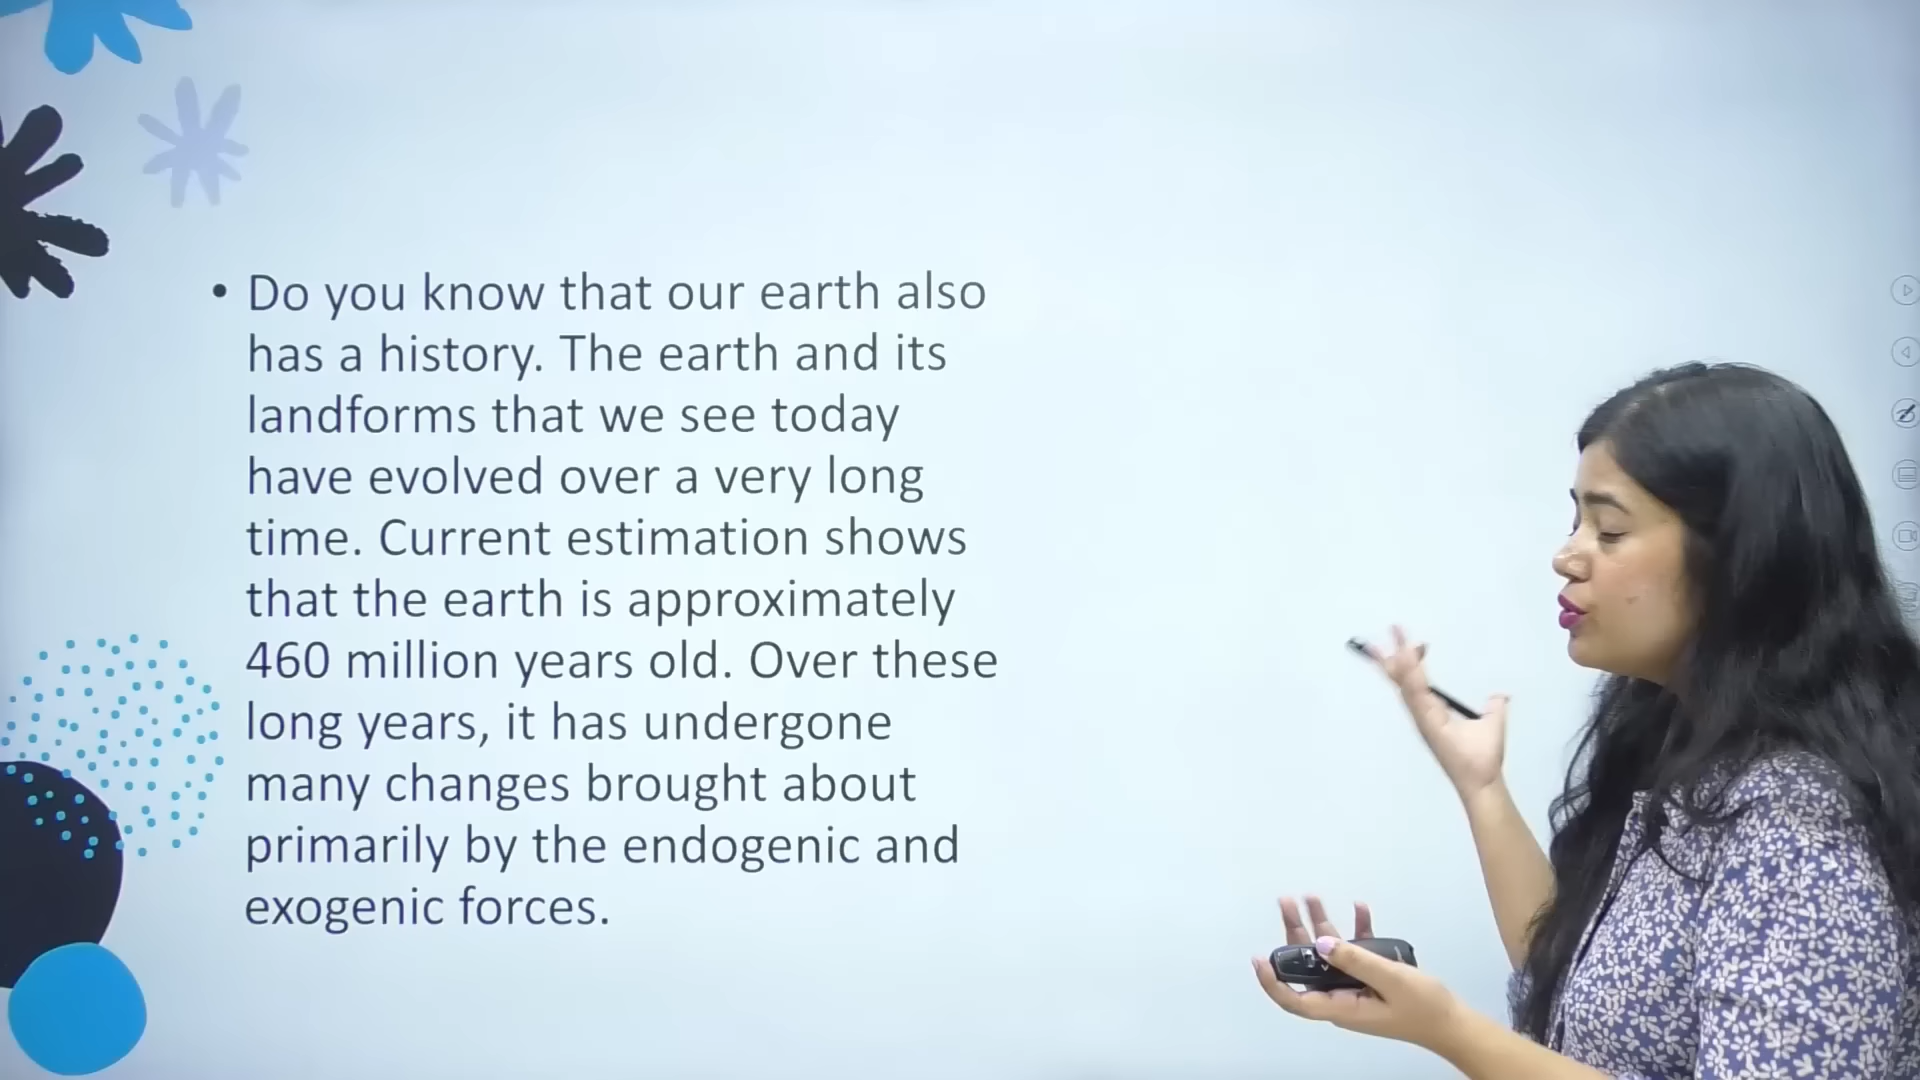 • Do you know that our earth also
has a history. The earth and its
landforms that we see today
have evolved over a very long
time. Current estimation shows
that the earth is approximately
460 million years old. Over these
long years, it has undergone
many changes brought about
primarily by the endogenic and
exogenic forces.